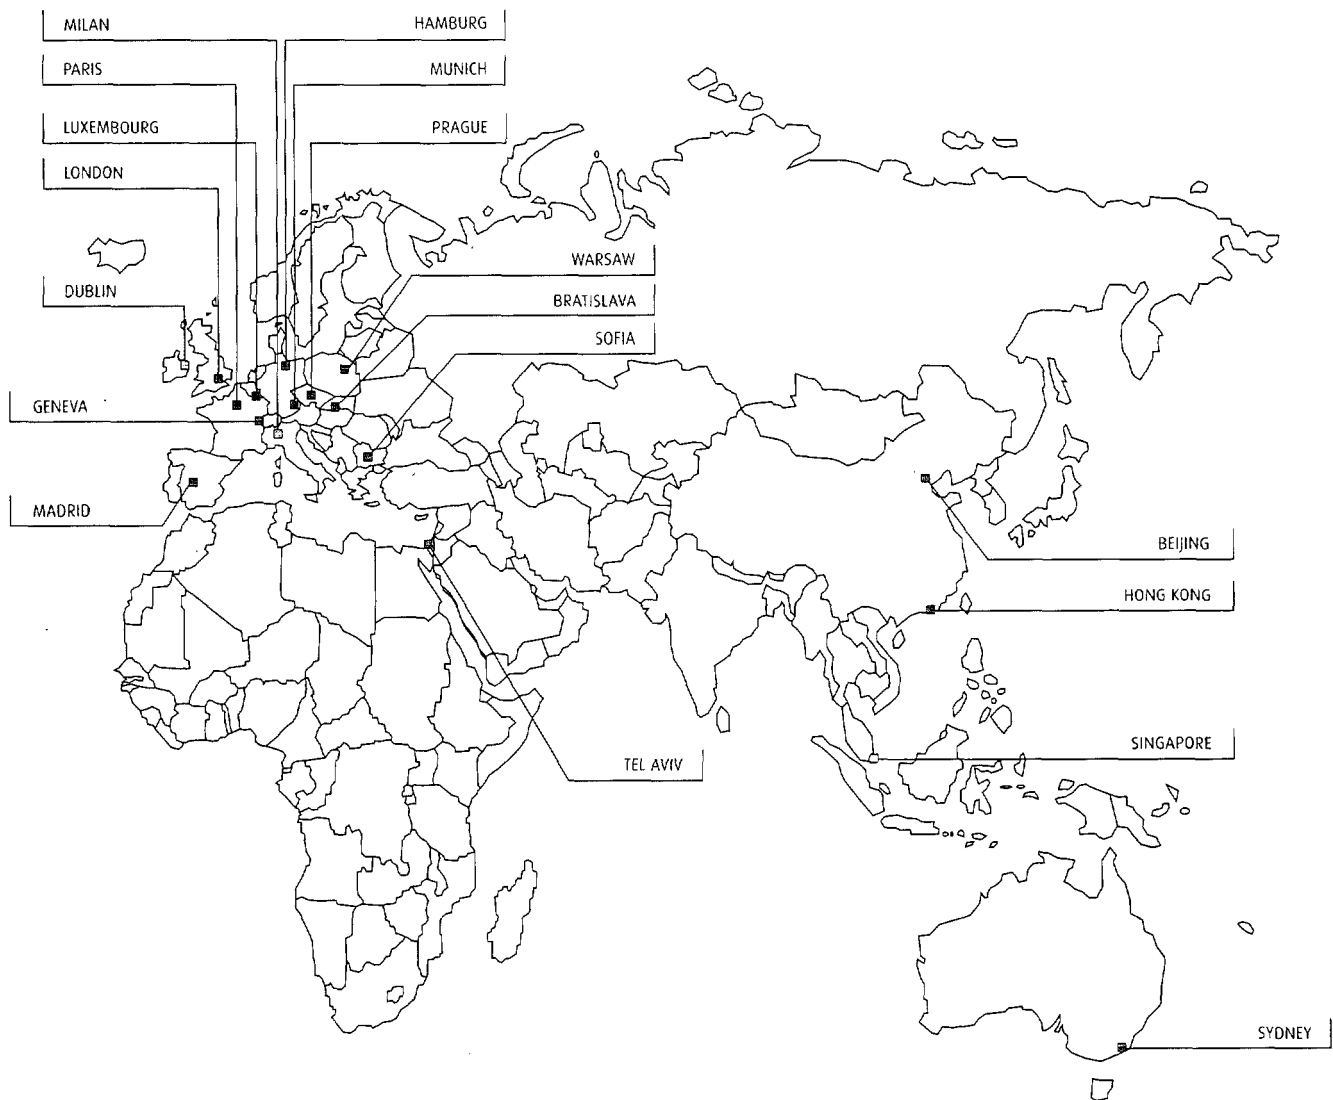 MILAN
HAMBURG
PARIS
MUNICH
LUXEMBOURG
PRAGUE
LONDON
WARSAW
DUBLIN
BRATISLAVA
SOFIA
GENEVA
MADRID
BEIJING
HONG KONG
SINGAPORE
TEL AVIV
SYDNEY